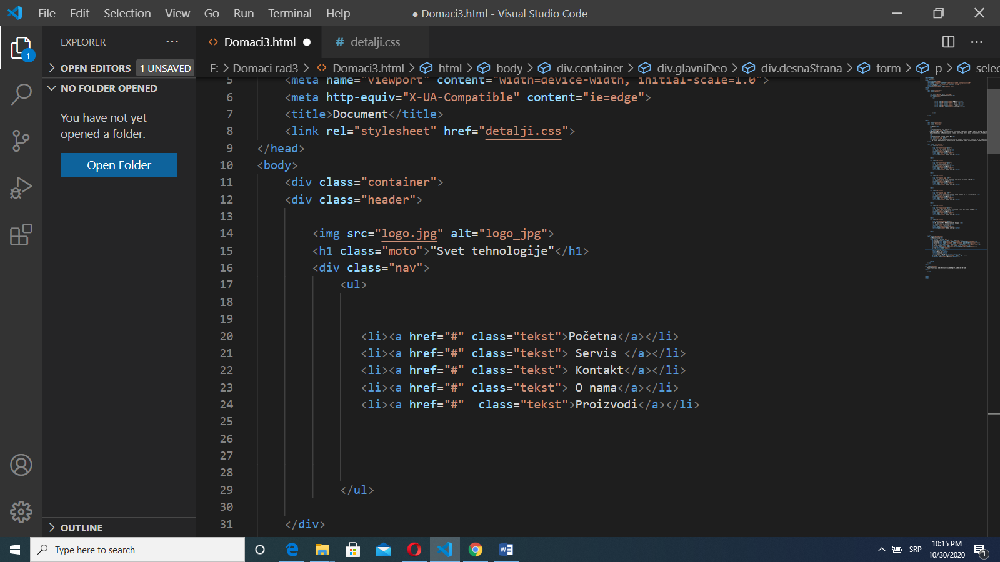 File Edit Selection View Go Run Terminal Help ● Domaci3.html - Visual Studio Code
EXPLORER ···
OPEN EDITORS 1 UNSAVED
NO FOLDER OPENED
You have not yet
opened a folder.
Open Folder
OUTLINE
1
<> Domaci3.html ●
# detalji.css
E: > Domaci rad3 > <> Domaci3.html > html > body > div.container > div.glavniDeo > div.desnaStrana > form > p > selec
5 <meta name="viewport" content="width=device-width, initial-scale=1.0">
6 <meta http-equiv="X-UA-Compatible" content="ie=edge">
7 <title>Document</title>
8 <link rel="stylesheet" href="detalji.css">
9 </head>
10 <body>
11 <div class="container">
12 <div class="header">
13
14 <img src="logo.jpg" alt="logo_jpg">
15 <h1 class="moto">"Svet tehnologije"</h1>
16 <div class="nav">
17 <ul>
18
19
20 <li><a href="#" class="tekst">Početna</a></li>
21 <li><a href="#" class="tekst"> Servis </a></li>
22 <li><a href="#" class="tekst"> Kontakt</a></li>
23 <li><a href="#" class="tekst"> O nama</a></li>
24 <li><a href="#"  class="tekst">Proizvodi</a></li>
25
26
27
28
29 </ul>
30
31 </div>
Type here to search
SRP
10:15 PM
10/30/2020
1